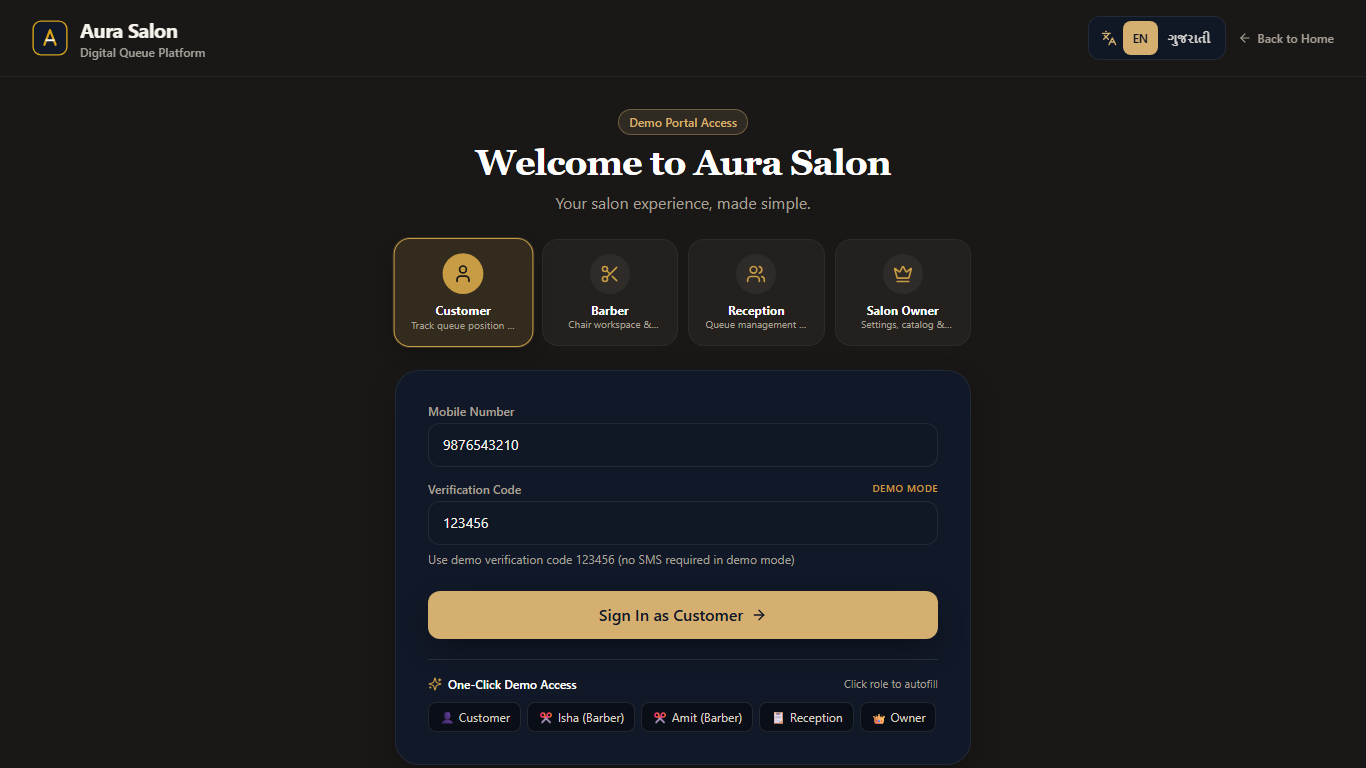 A
Aura Salon
Digital Queue Platform
EN
ગુજરાતી
Back to Home
Demo Portal Access
Welcome to Aura Salon
Your salon experience, made simple.
Customer
Track queue position ...
Barber
Chair workspace &...
Reception
Queue management ...
Salon Owner
Settings, catalog &...
Mobile Number
9876543210
Verification Code
DEMO MODE
123456
Use demo verification code 123456 (no SMS required in demo mode)
Sign In as Customer →
One-Click Demo Access
Click role to autofill
Customer
Isha (Barber)
Amit (Barber)
Reception
Owner